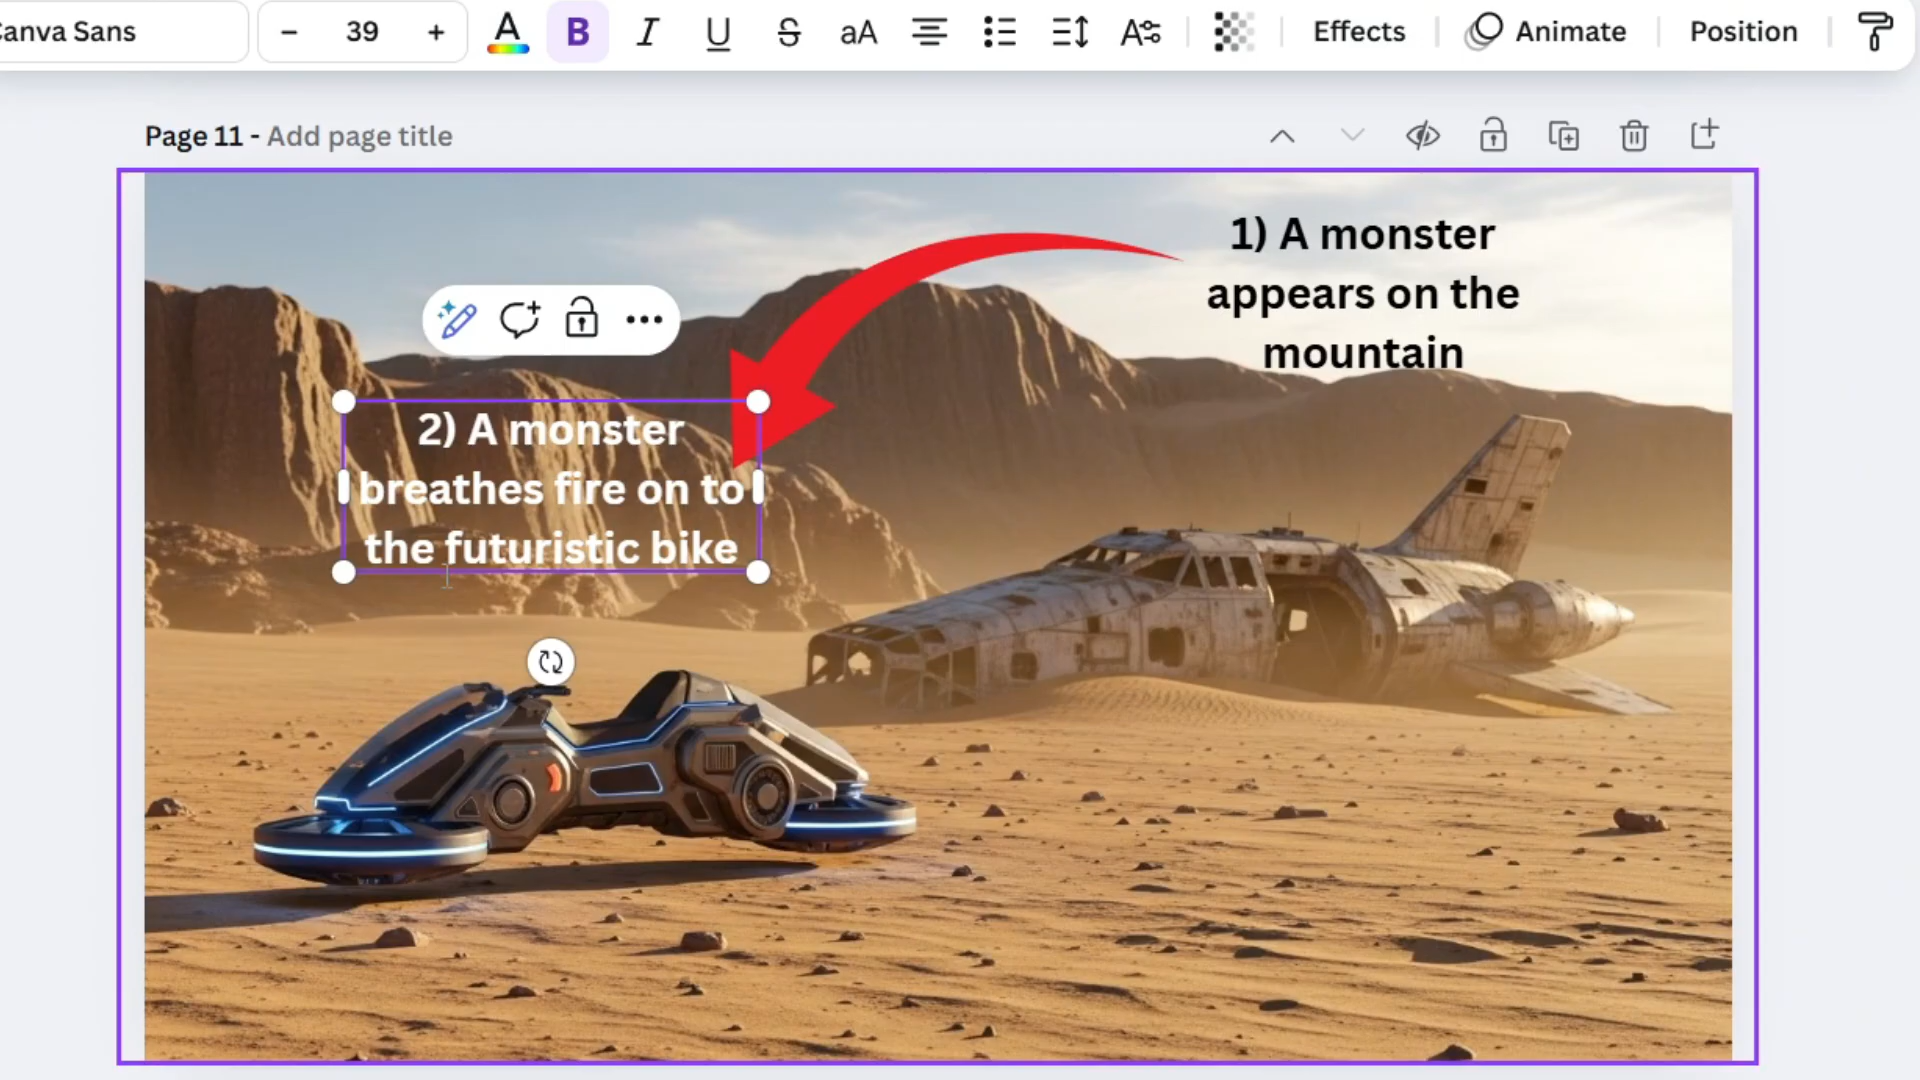 Canva Sans
39
A
B
I
U
S
aA
Effects
Animate
Position
Page 11 - Add page title
1) A monster
appears on the
mountain
2) A monster
breathes fire on to
the futuristic bike